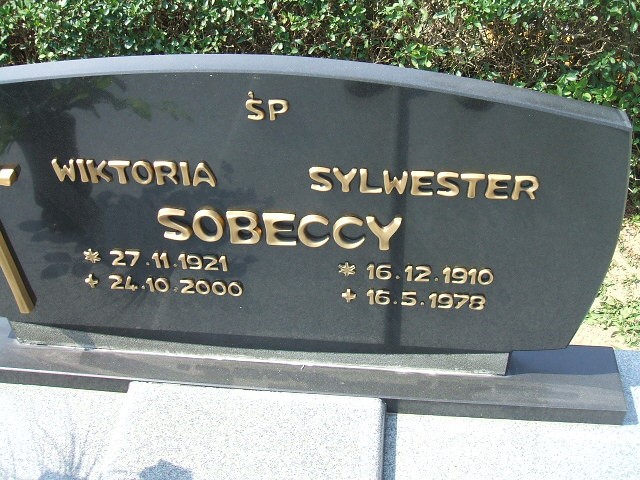 ŚP
WIKTORIA SYLWESTER
SOBECCY
* 27.11.1921 * 16.12.1910
+ 24.10.2000 + 16.5.1978